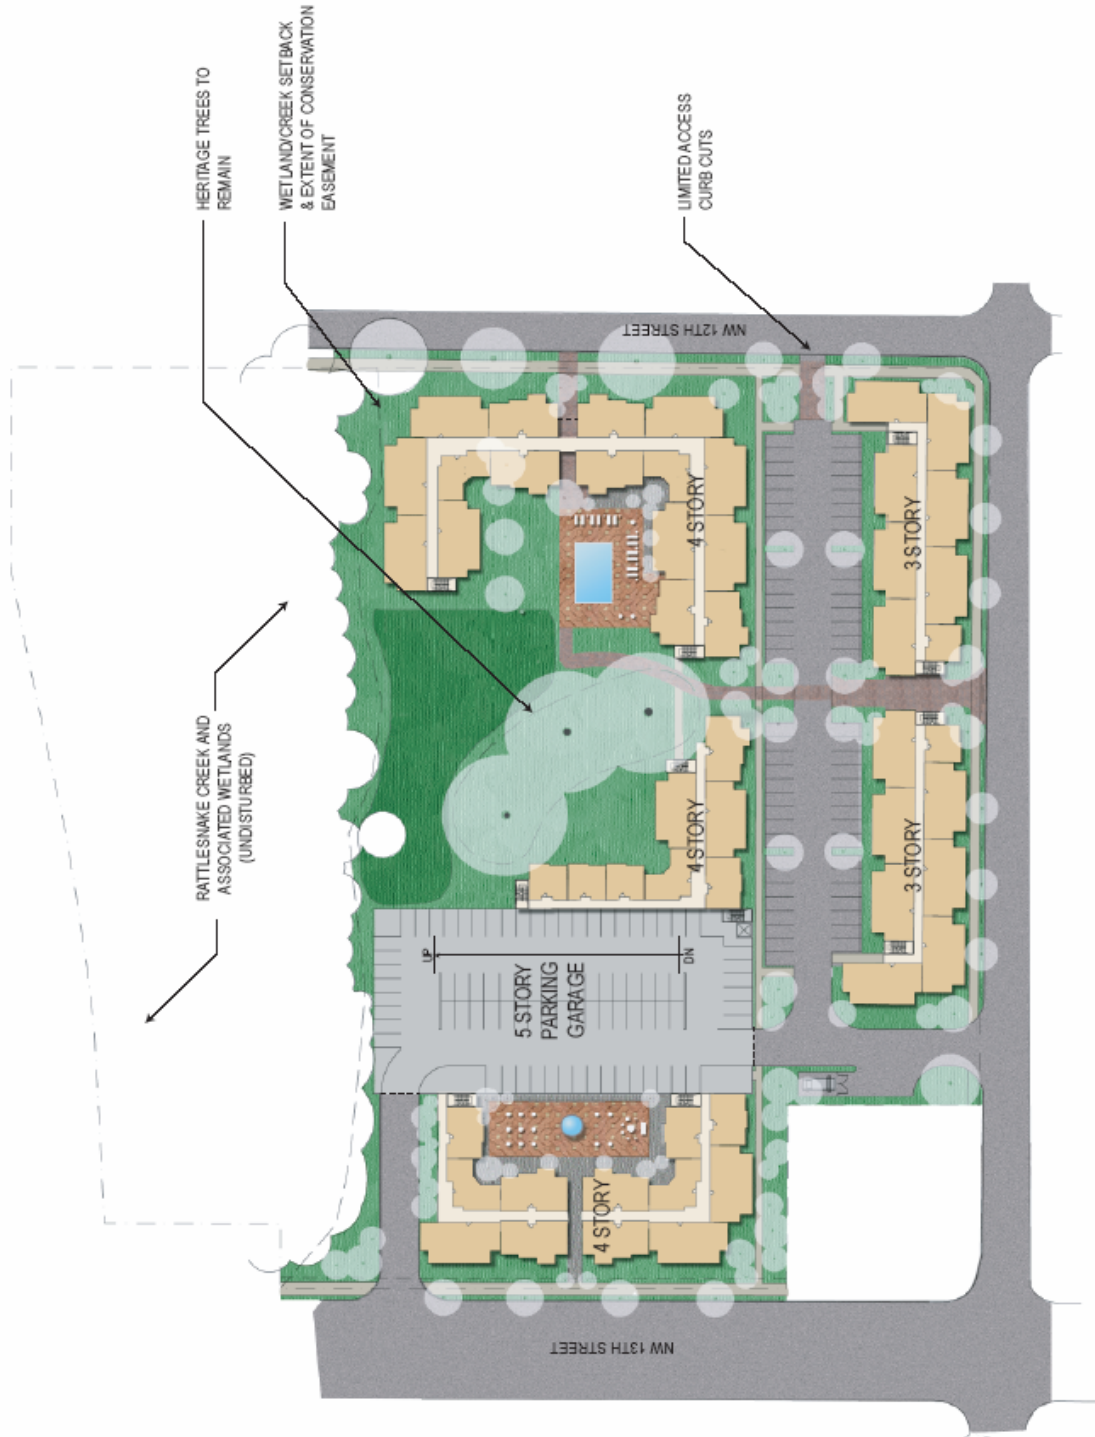 HERITAGE TREES TO
REMAIN
WETLAND/CREEK SETBACK
& EXTENT OF CONSERVATION
EASEMENT
LIMITED ACCESS
CURB CUTS
RATTLESNAKE CREEK AND
ASSOCIATED WETLANDS
(UNDISTURBED)
NW 12TH STREET
4 STORY
3 STORY
4 STORY
3 STORY
UP
DN
5 STORY
PARKING
GARAGE
4 STORY
NW 13TH STREET